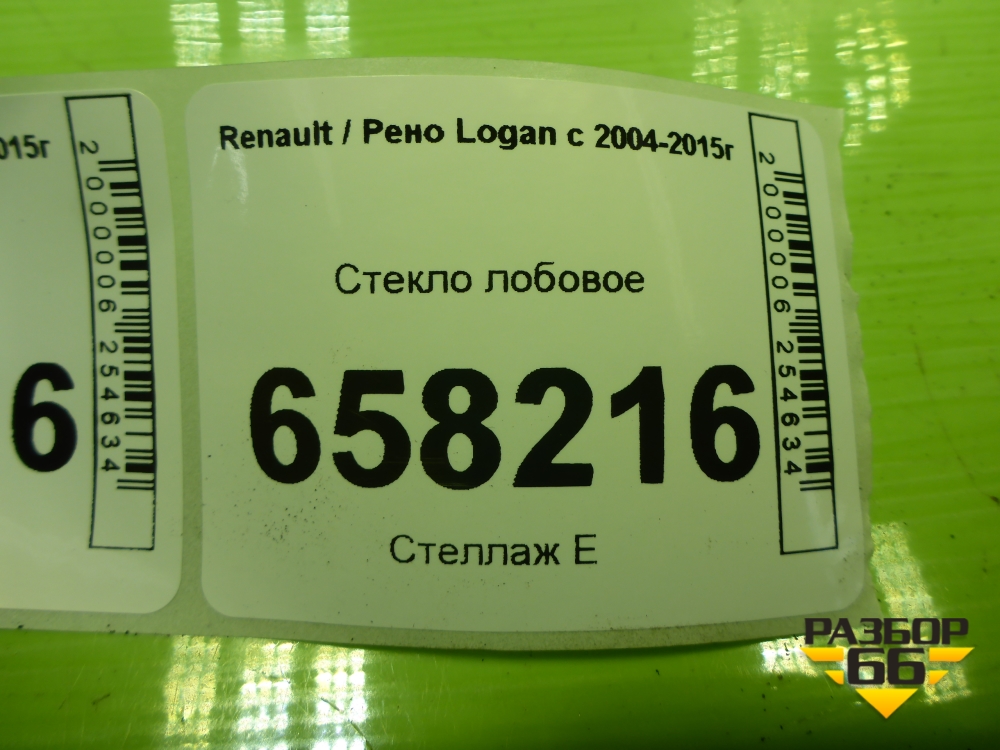 015г
2000006254634
6
Renault / Рено Logan с 2004-2015г
Стекло лобовое
658216
Стеллаж Е
2000006254634
РАЗБОР
66